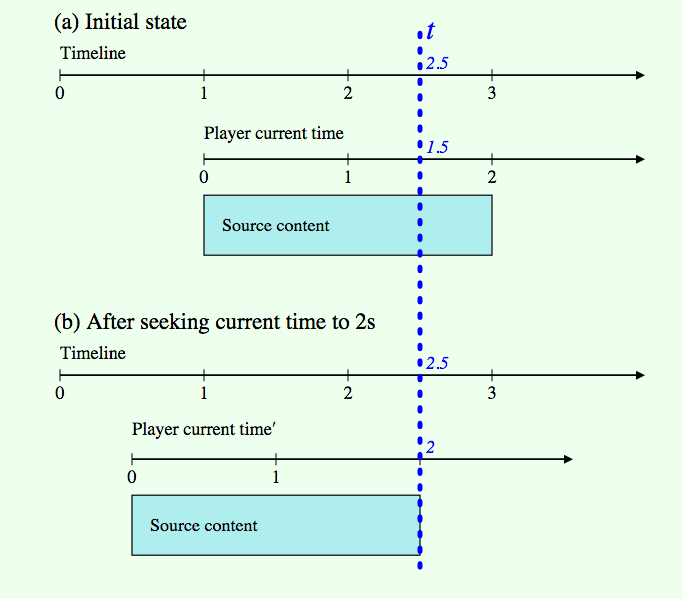 (a) Initial state
t
Timeline
2.5
0 1 2 3
Player current time
1.5
0 1 2
Source content
(b) After seeking current time to 2s
Timeline
2.5
0 1 2 3
Player current time′
2
0 1
Source content